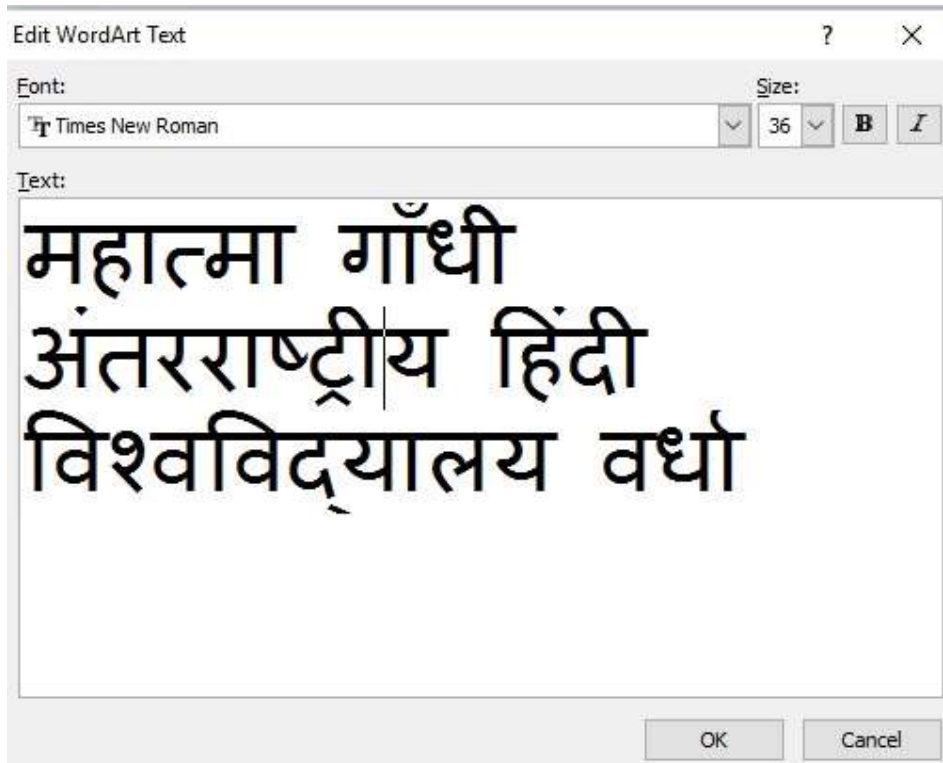 Edit WordArt Text ? ×
Font: Size:
Times New Roman 36 B I
Text:
महात्मा गाँधी
अंतरराष्ट्रीय हिंदी
विश्वविद्‌यालय वर्धा
OK Cancel